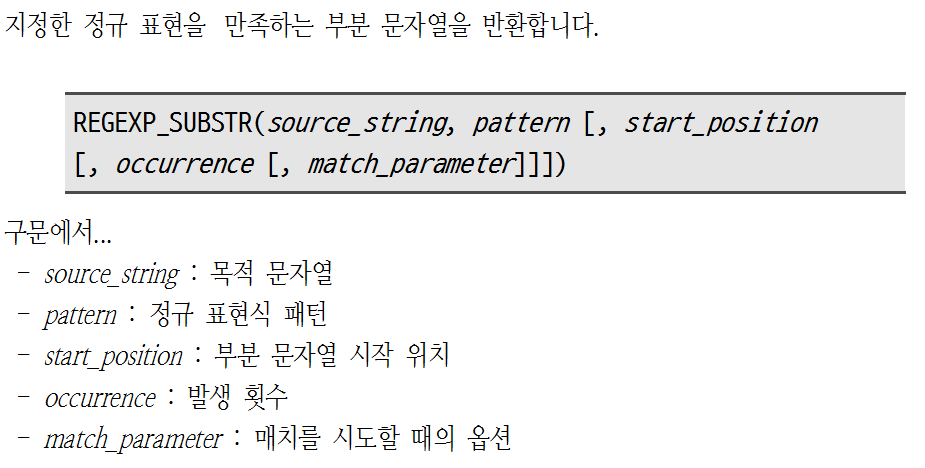 지정한 정규 표현을 만족하는 부분 문자열을 반환합니다.
REGEXP_SUBSTR(source_string, pattern [, start_position
[, occurrence [, match_parameter]]])
구문에서...
- source_string : 목적 문자열
- pattern : 정규 표현식 패턴
- start_position : 부분 문자열 시작 위치
- occurrence : 발생 횟수
- match_parameter : 매치를 시도할 때의 옵션